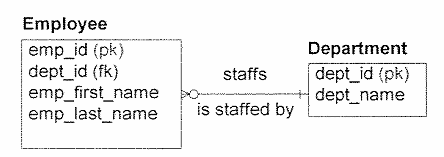 Employee
emp_id (pk)
dept_id (fk)
emp_first_name
emp_last_name
staffs
is staffed by
Department
dept_id (pk)
dept_name